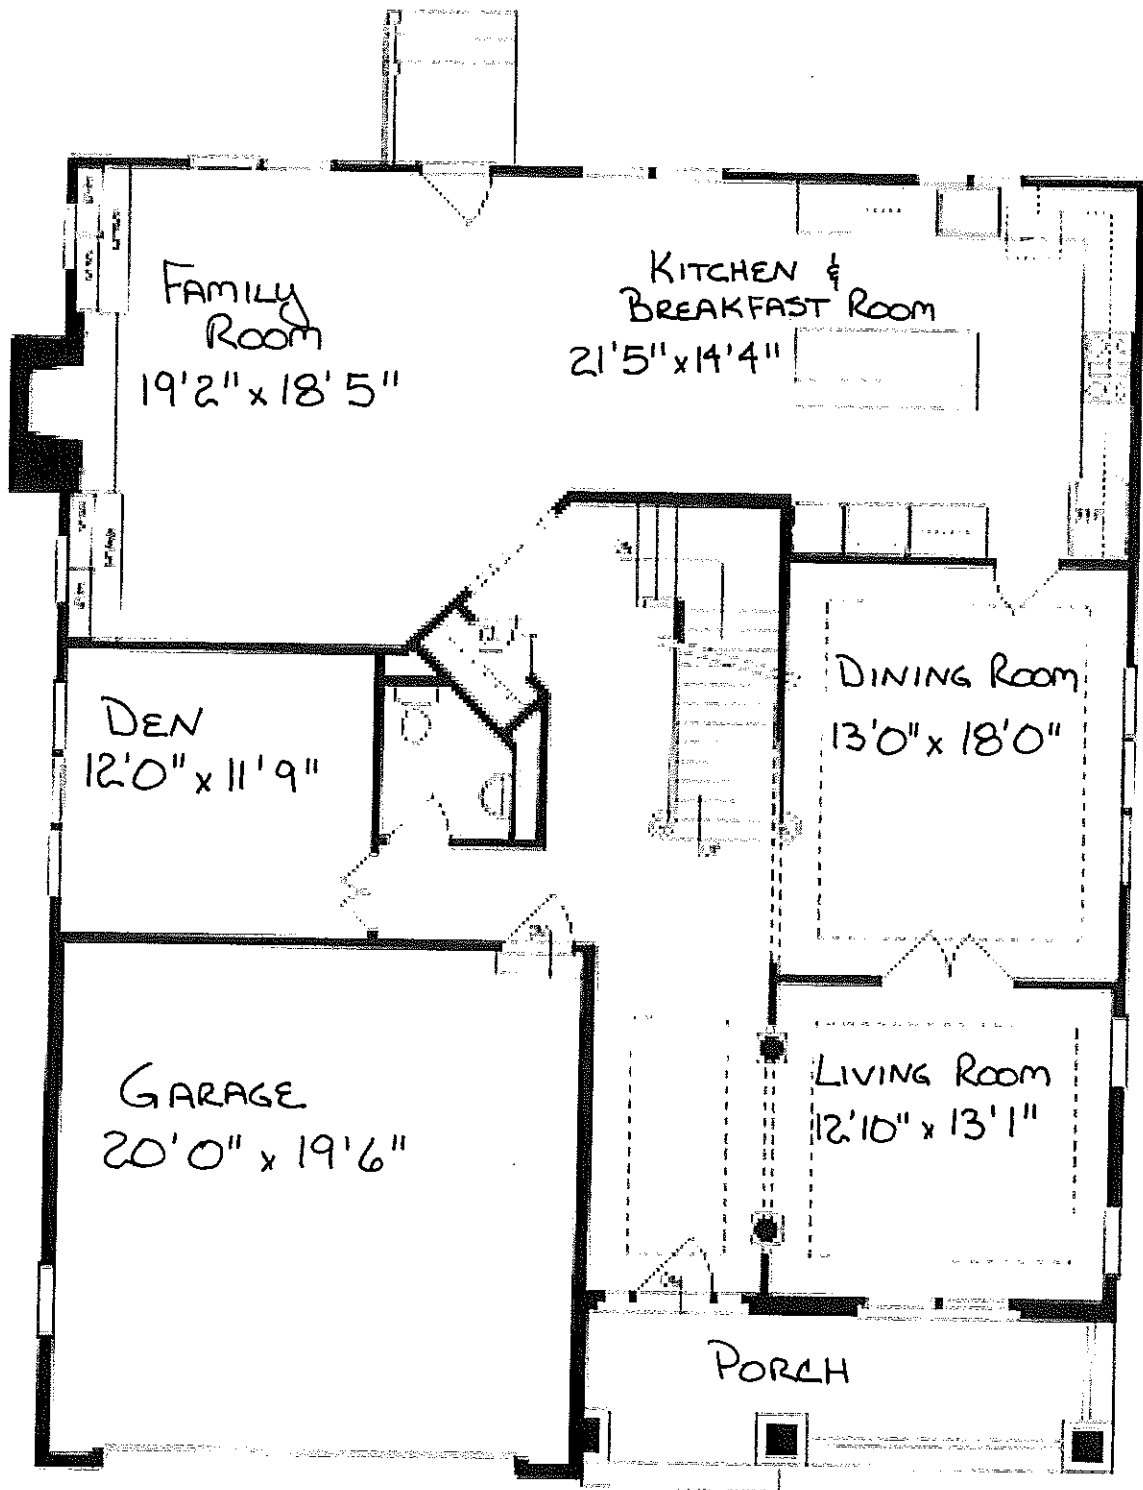 FAMILY
ROOM
19'2" x 18'5"
KITCHEN &
BREAKFAST ROOM
21'5" x 14'4"
DEN
12'0" x 11'9"
DINING ROOM
13'0" x 18'0"
GARAGE
20'0" x 19'6"
LIVING ROOM
12'10" x 13'1"
PORCH